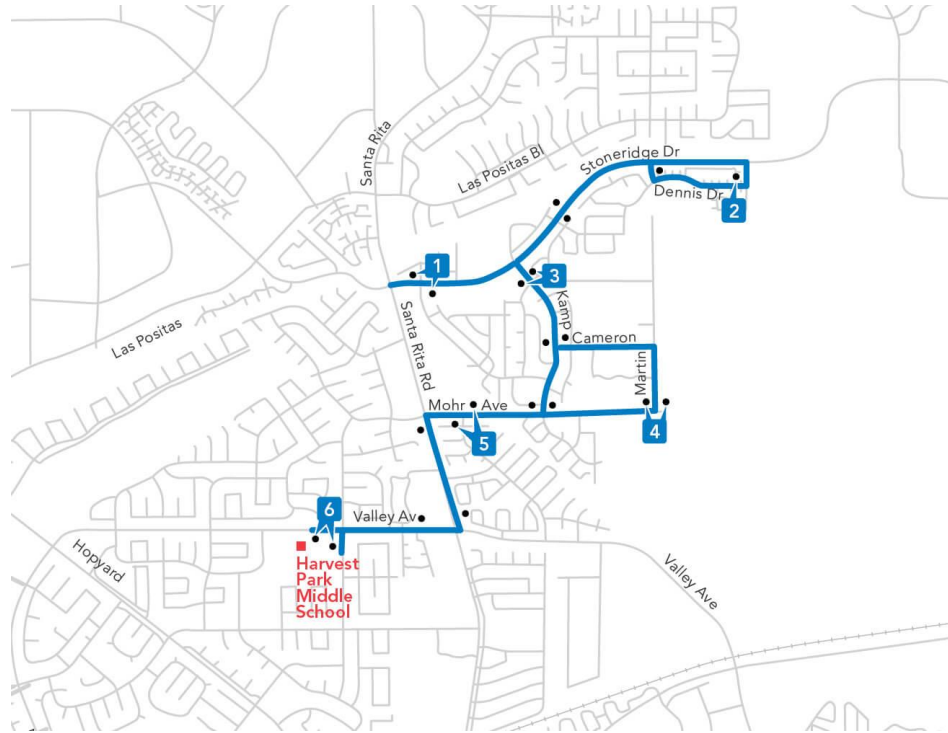 Santa Rita
Las Positas Bl
Stoneridge Dr
Dennis Dr
2
1
3
Kamp
Santa Rita Rd
Las Positas
Cameron
Martin
Mohr Ave
4
5
6
Valley Av
Hopyard
Harvest
Park
Middle
School
Valley Ave